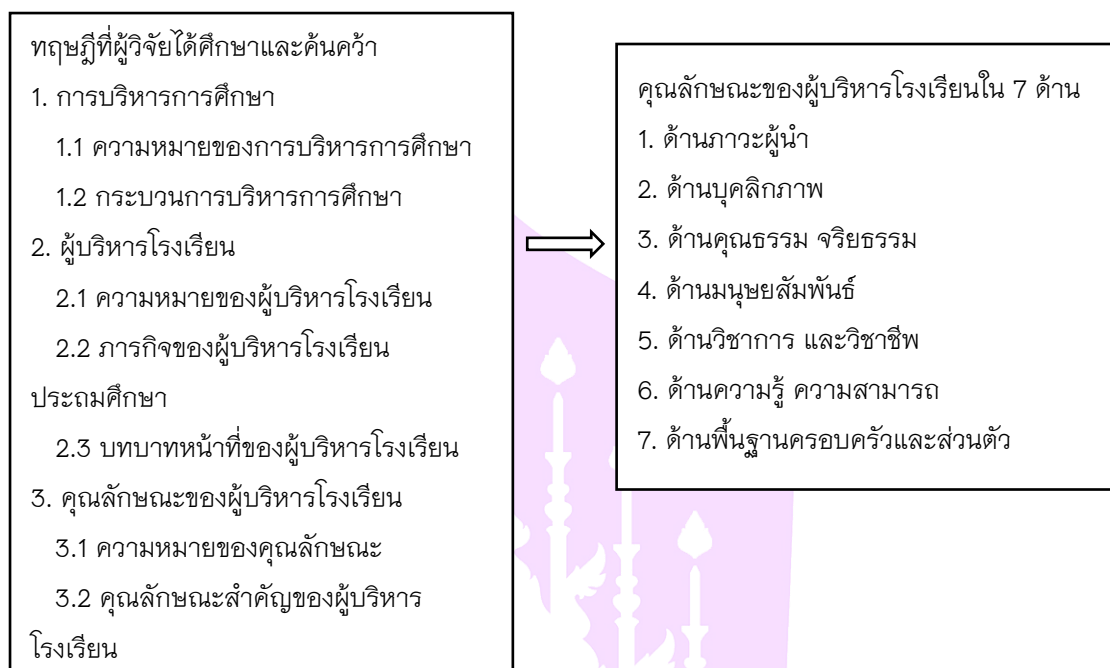 ทฤษฎีที่ผู้วิจัยได้ศึกษาและค้นคว้า
1. การบริหารการศึกษา
1.1 ความหมายของการบริหารการศึกษา
1.2 กระบวนการบริหารการศึกษา
2. ผู้บริหารโรงเรียน
2.1 ความหมายของผู้บริหารโรงเรียน
2.2 ภารกิจของผู้บริหารโรงเรียน
ประถมศึกษา
2.3 บทบาทหน้าที่ของผู้บริหารโรงเรียน
3. คุณลักษณะของผู้บริหารโรงเรียน
3.1 ความหมายของคุณลักษณะ
3.2 คุณลักษณะสำคัญของผู้บริหาร
โรงเรียน
คุณลักษณะของผู้บริหารโรงเรียนใน 7 ด้าน
1. ด้านภาวะผู้นำ
2. ด้านบุคลิกภาพ
3. ด้านคุณธรรม จริยธรรม
4. ด้านมนุษยสัมพันธ์
5. ด้านวิชาการ และวิชาชีพ
6. ด้านความรู้ ความสามารถ
7. ด้านพื้นฐานครอบครัวและส่วนตัว